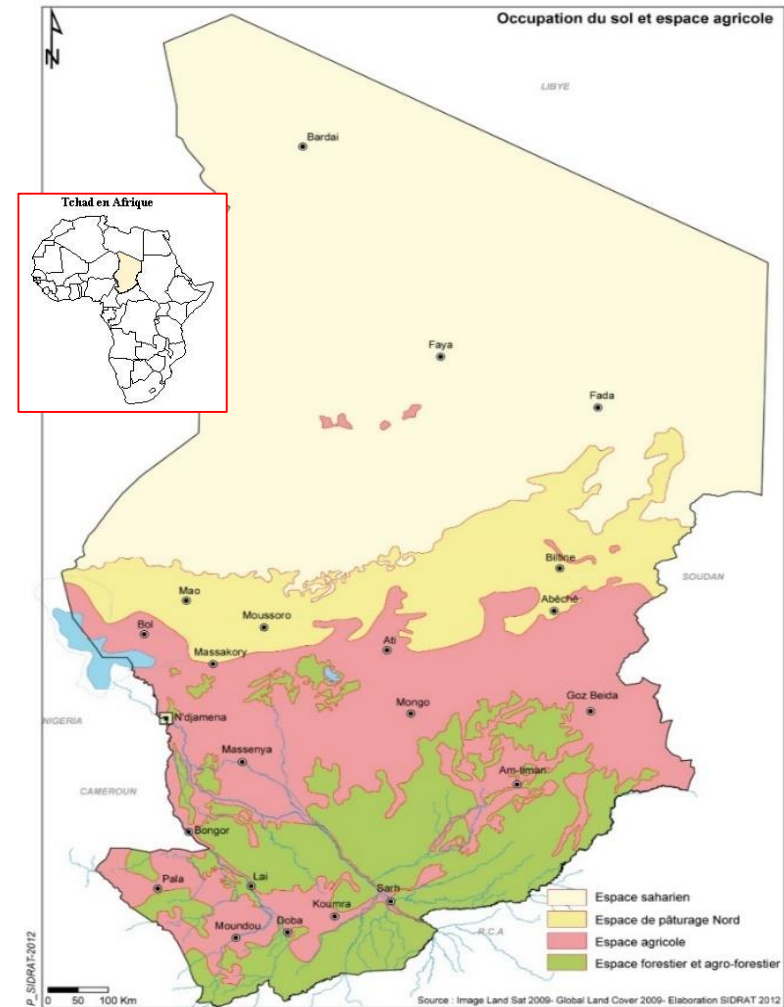 Occupation du sol et espace agricole
N
LIBYE
Bardai
Tchad en Afrique
Faya
Fada
Biltine
SOUDAN
Mao
Abéché
Moussoro
Bol
Ati
Massakory
Goz Beida
Mongo
NIGERIA
N'djamena
Massenya
Am-timan
CAMEROUN
Bongor
Pala
Lai
Sarh
Koumra
Doba
Moundou
R.C.A
Espace saharien
Espace de pâturage Nord
Espace agricole
Espace forestier et agro-forestier
P_SIDRAT-2012
0 50 100 Km
Source : Image Land Sat 2009- Global Land Cover 2009- Elaboration SIDRAT 2012